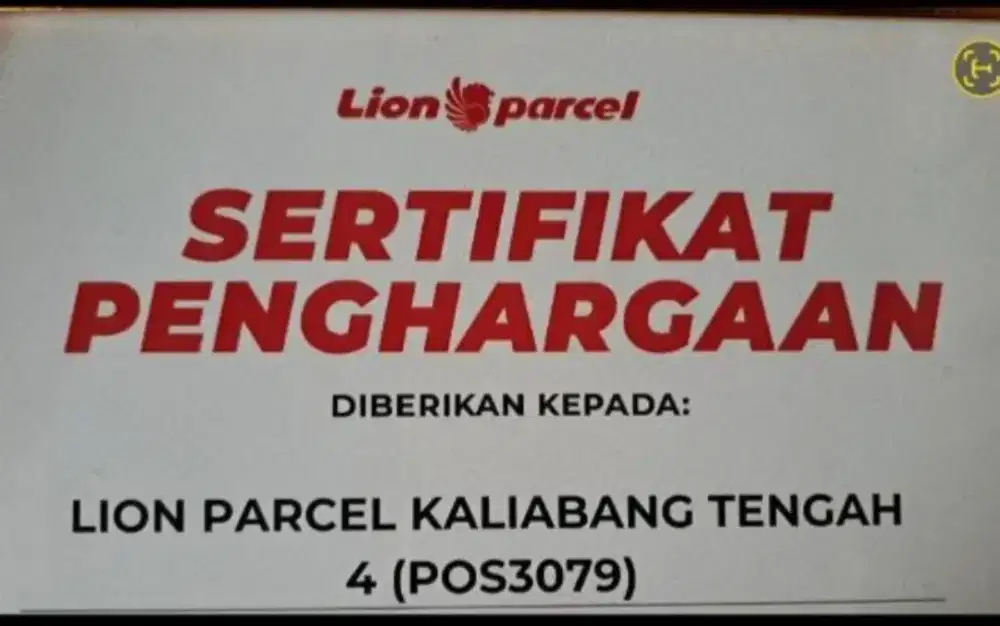 Lion parcel
SERTIFIKAT
PENGHARGAAN
DIBERIKAN KEPADA:
LION PARCEL KALIABANG TENGAH
4 (POS3079)